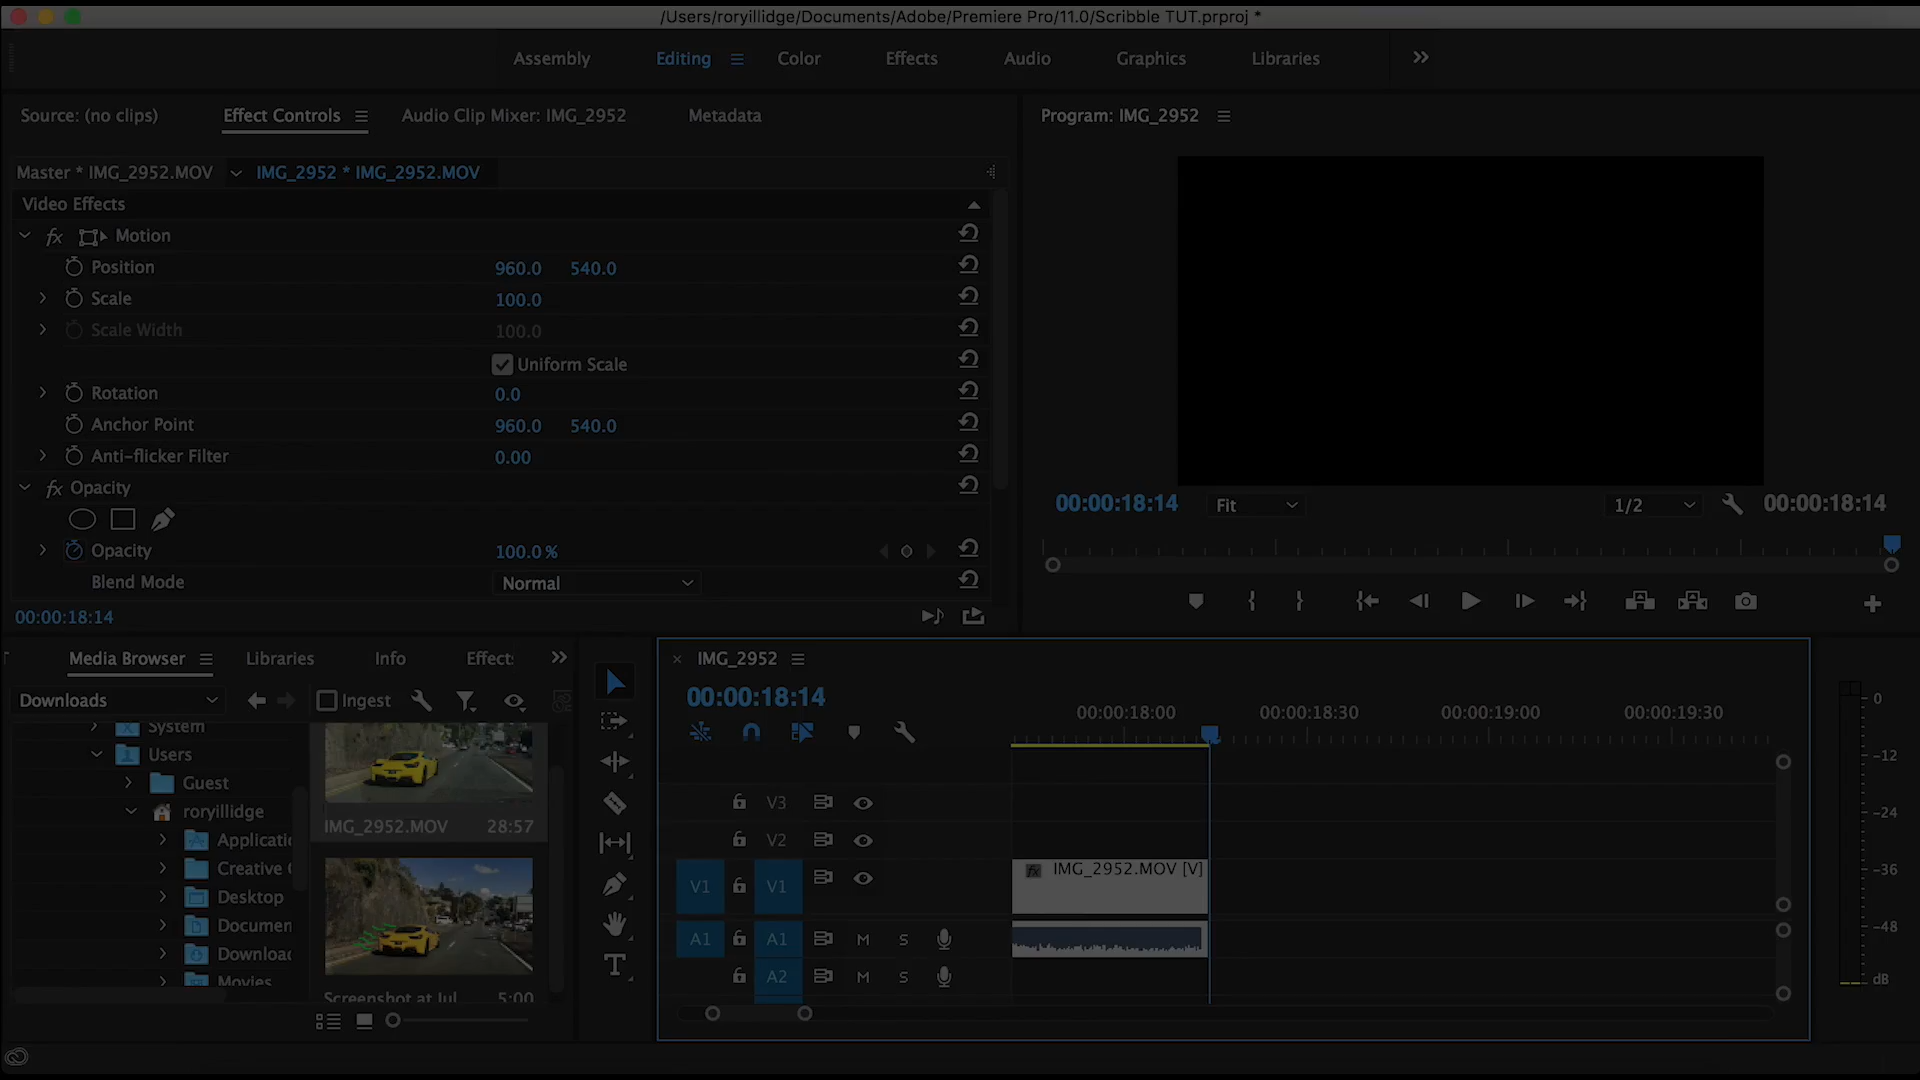 /Users/roryillidge/Documents/Adobe/Premiere Pro/11.0/Scribble TUT.prproj *
Assembly Editing Color Effects Audio Graphics Libraries
Source: (no clips) Effect Controls Audio Clip Mixer: IMG_2952 Metadata
Program: IMG_2952
Master * IMG_2952.MOV IMG_2952 * IMG_2952.MOV
Video Effects
fx Motion
Position 960.0 540.0
Scale 100.0
Scale Width 100.0
Uniform Scale
Rotation 0.0
Anchor Point 960.0 540.0
Anti-flicker Filter 0.00
fx Opacity
Opacity 100.0 %
Blend Mode Normal
00:00:18:14
00:00:18:14 Fit 1/2 00:00:18:14
Media Browser Libraries Info Effect
Downloads Ingest
System
Users
Guest
roryillidge
Applicati
Creative
Desktop
Documen
Downloa
Movies
IMG_2952.MOV 28:57
Screenshot at Jul 5:00
IMG_2952
00:00:18:14
00:00:18:00 00:00:18:30 00:00:19:00 00:00:19:30
V3
V2
V1 V1
IMG_2952.MOV [V]
A1 A1 M S
A2 M S
0
-12
-24
-36
-48
dB